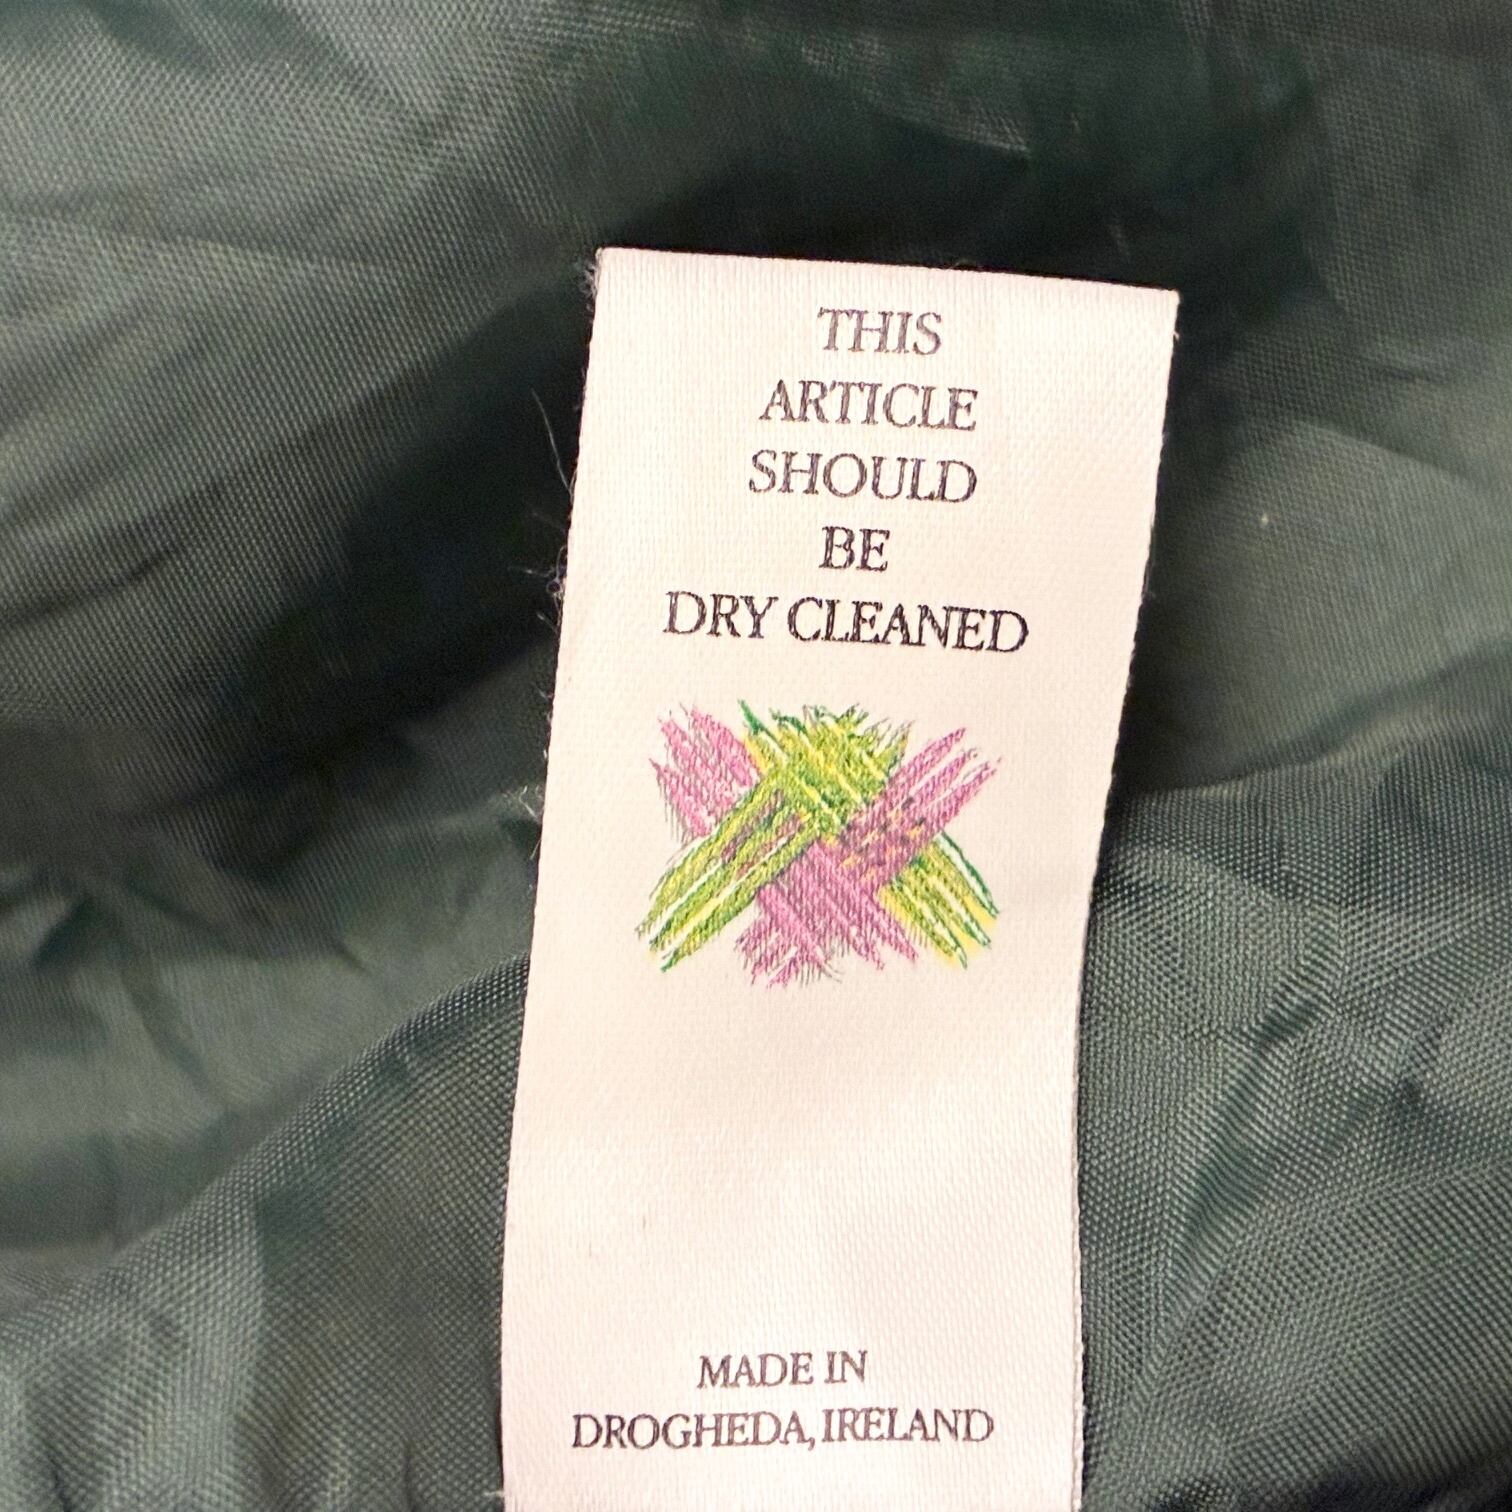 THIS
ARTICLE
SHOULD
BE
DRY CLEANED
MADE IN
DROGHEDA, IRELAND